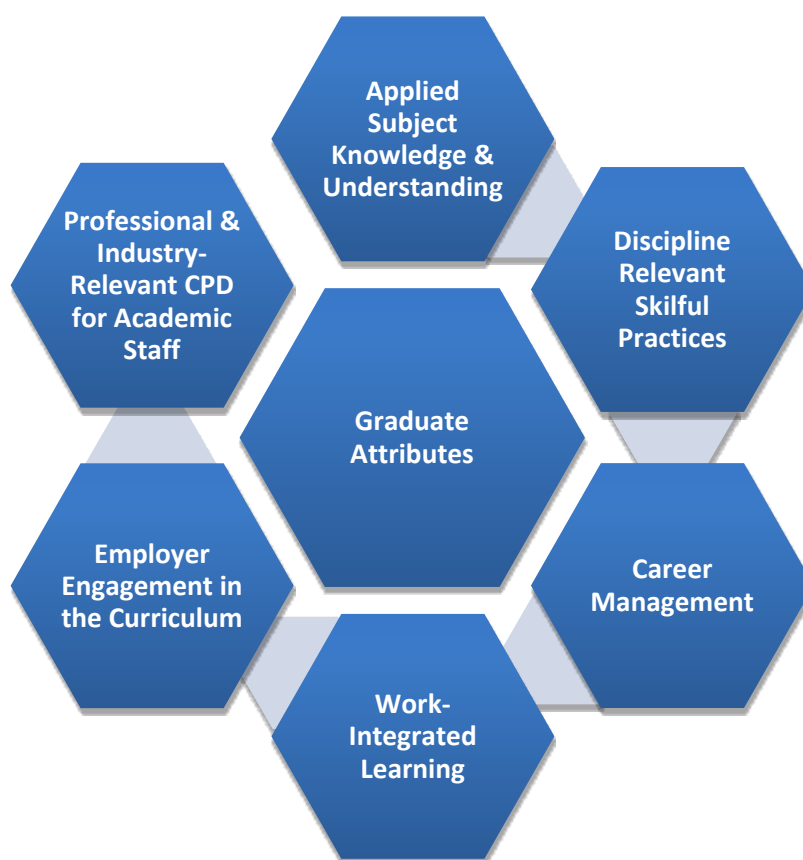 Applied
Subject
Knowledge &
Understanding
Professional &
Industry-
Relevant CPD
for Academic
Staff
Discipline
Relevant
Skilful
Practices
Graduate
Attributes
Employer
Engagement in
the Curriculum
Career
Management
Work-
Integrated
Learning